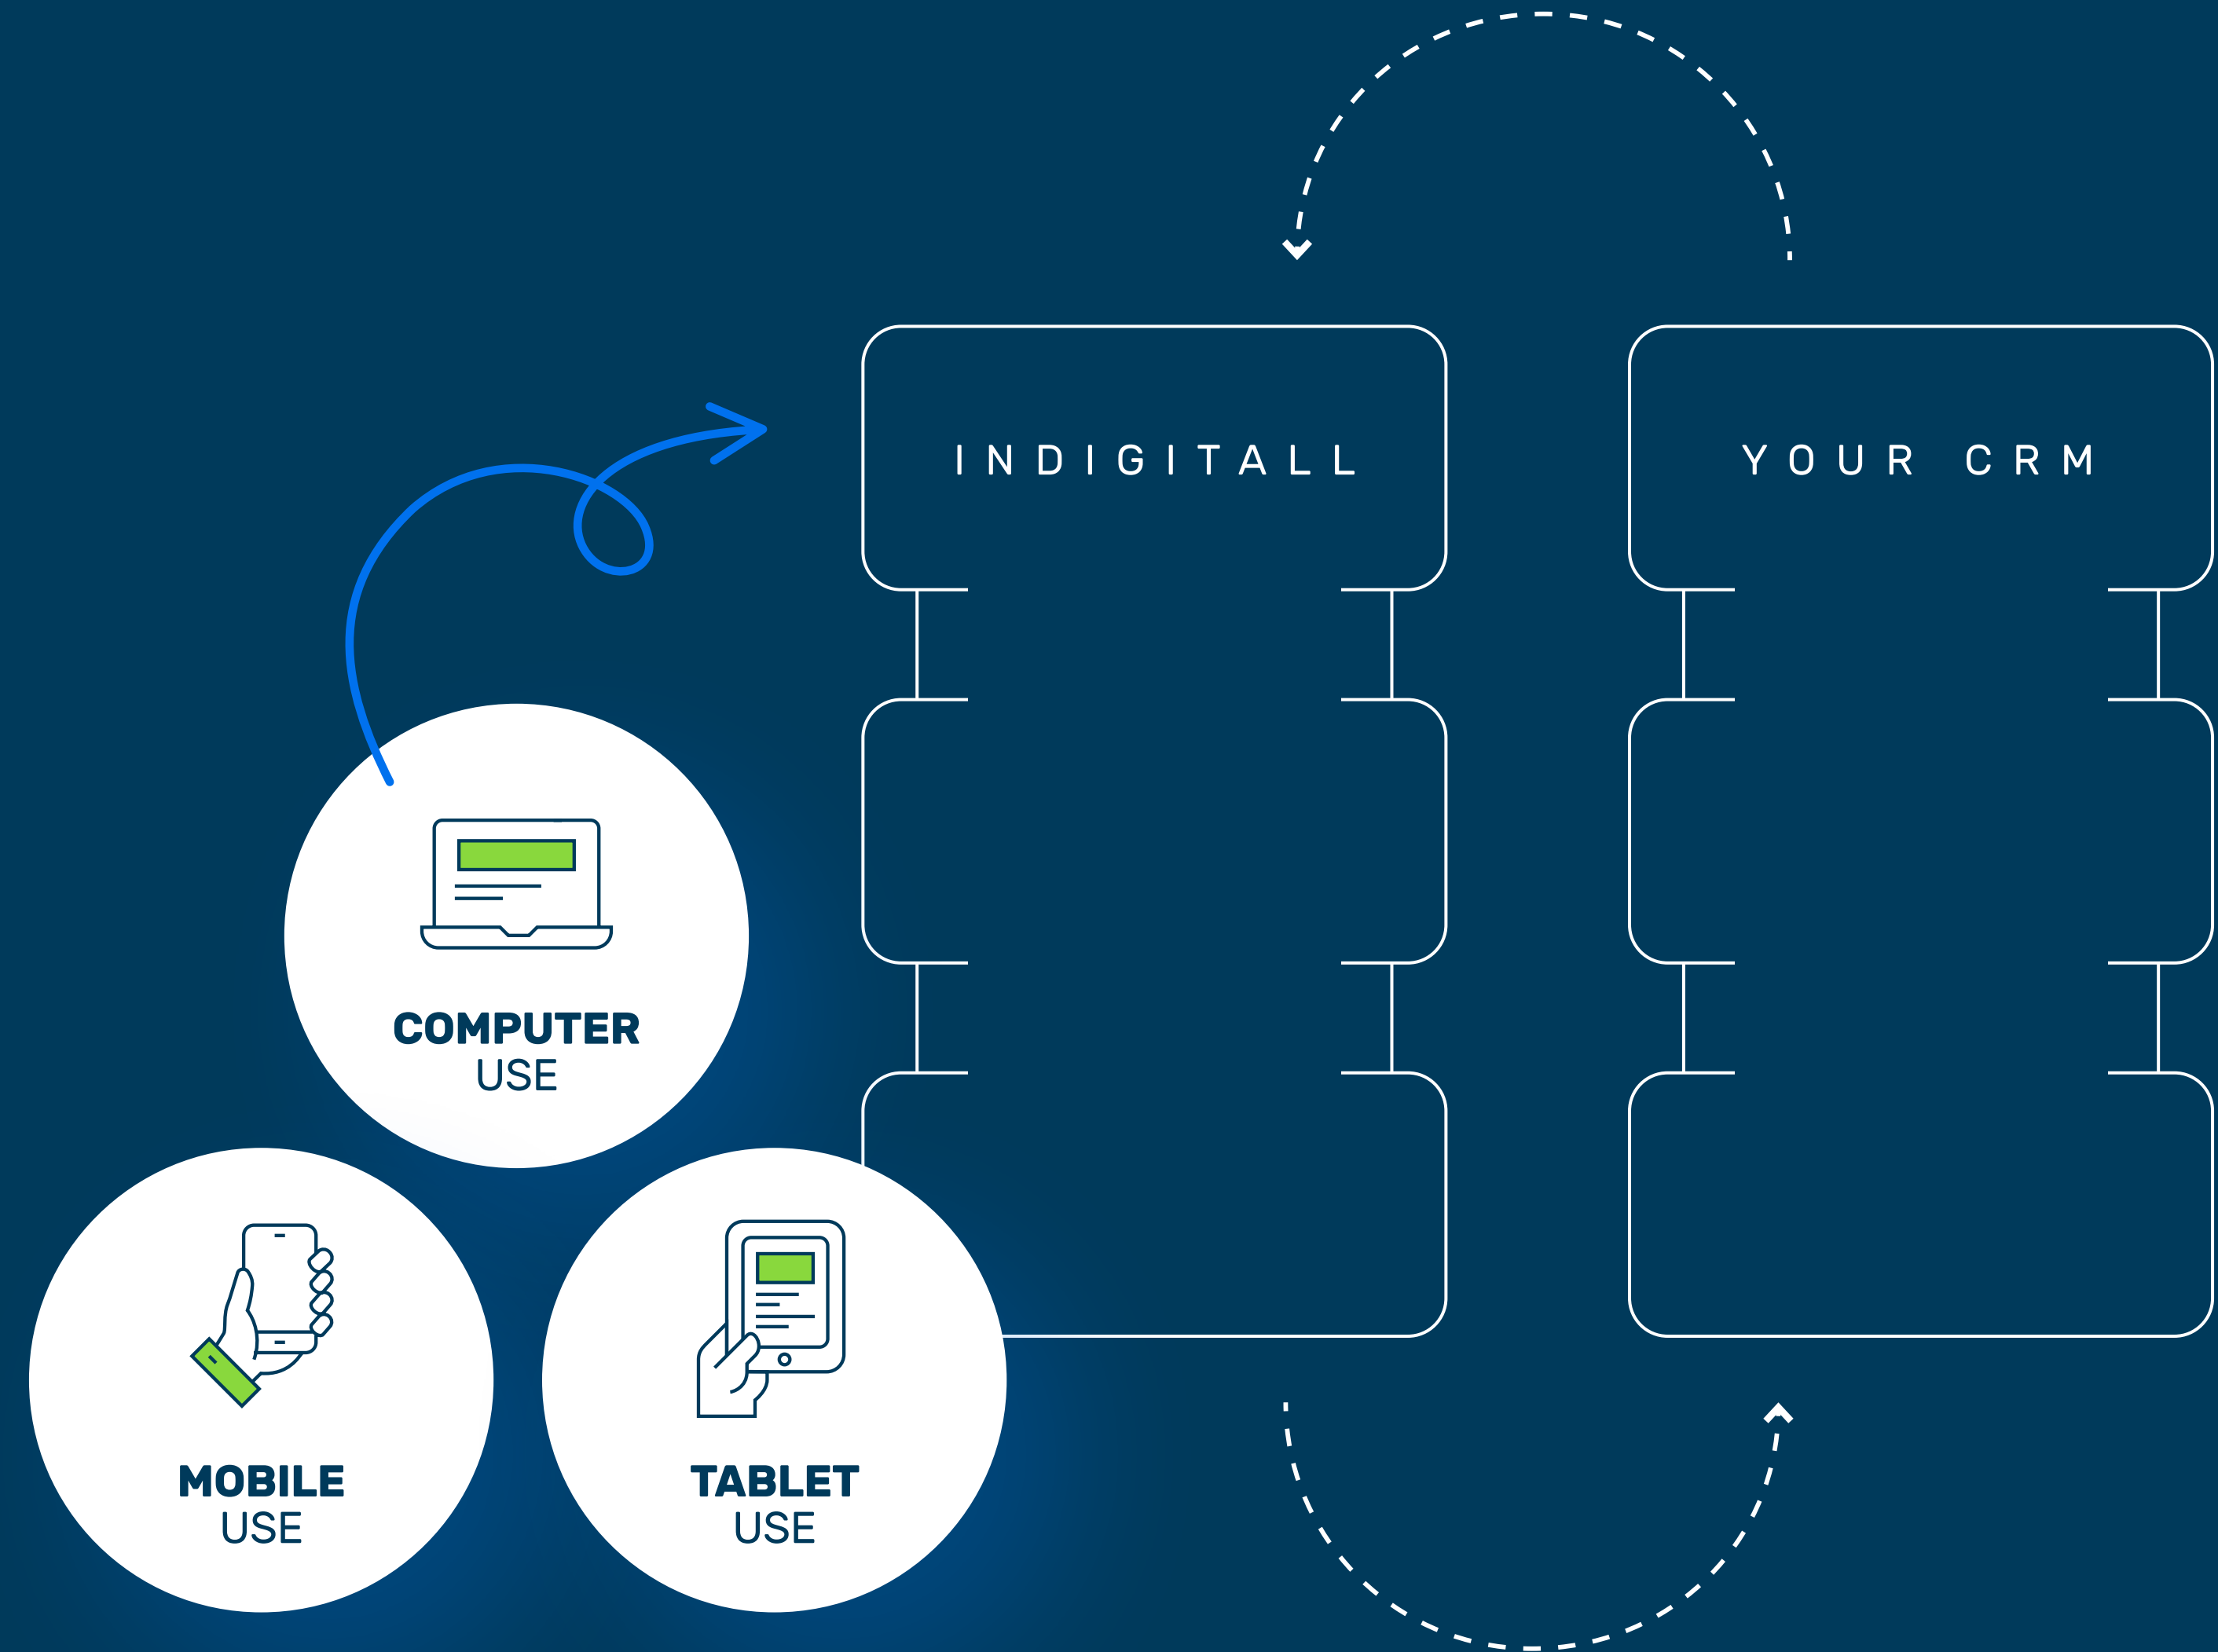 INDIGITALL
YOUR CRM
COMPUTER
USE
MOBILE
USE
TABLET
USE